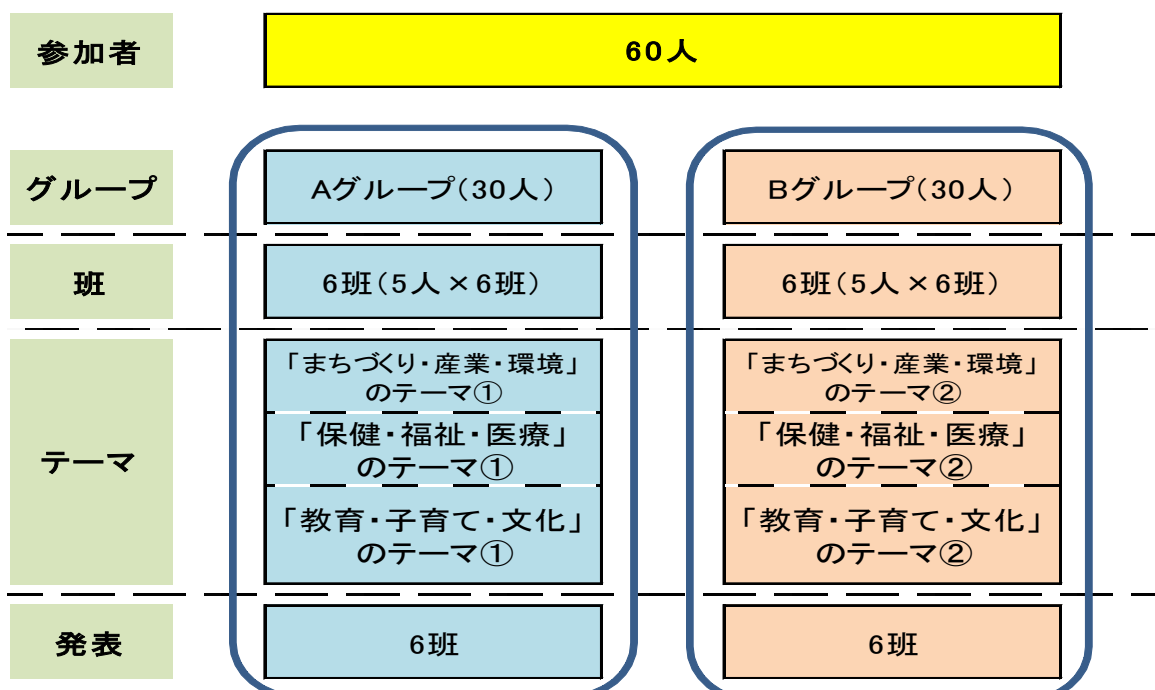 参加者
60人
グループ
Aグループ(30人)
Bグループ(30人)
班
6班(5人×6班)
6班(5人×6班)
テーマ
「まちづくり・産業・環境」
のテーマ①
「保健・福祉・医療」
のテーマ①
「教育・子育て・文化」
のテーマ①
「まちづくり・産業・環境」
のテーマ②
「保健・福祉・医療」
のテーマ②
「教育・子育て・文化」
のテーマ②
発表
6班
6班